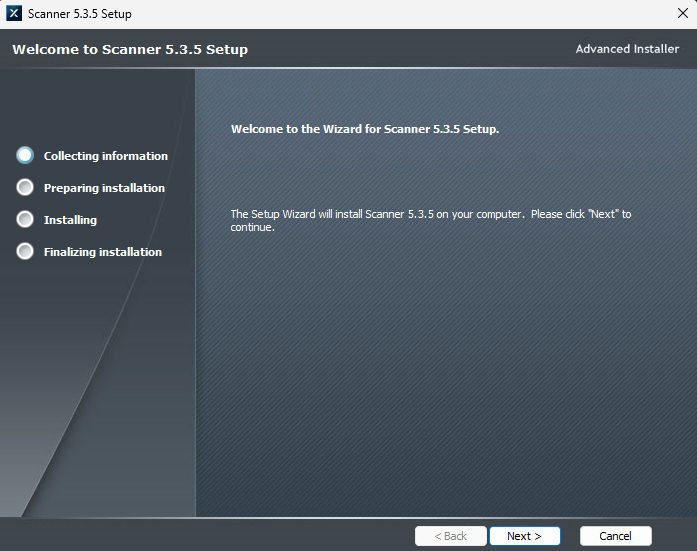 Scanner 5.3.5 Setup
Welcome to Scanner 5.3.5 Setup
Advanced Installer
Welcome to the Wizard for Scanner 5.3.5 Setup.
Collecting information
Preparing installation
Installing
Finalizing installation
The Setup Wizard will install Scanner 5.3.5 on your computer.  Please click "Next" to
continue.
< Back
Next >
Cancel